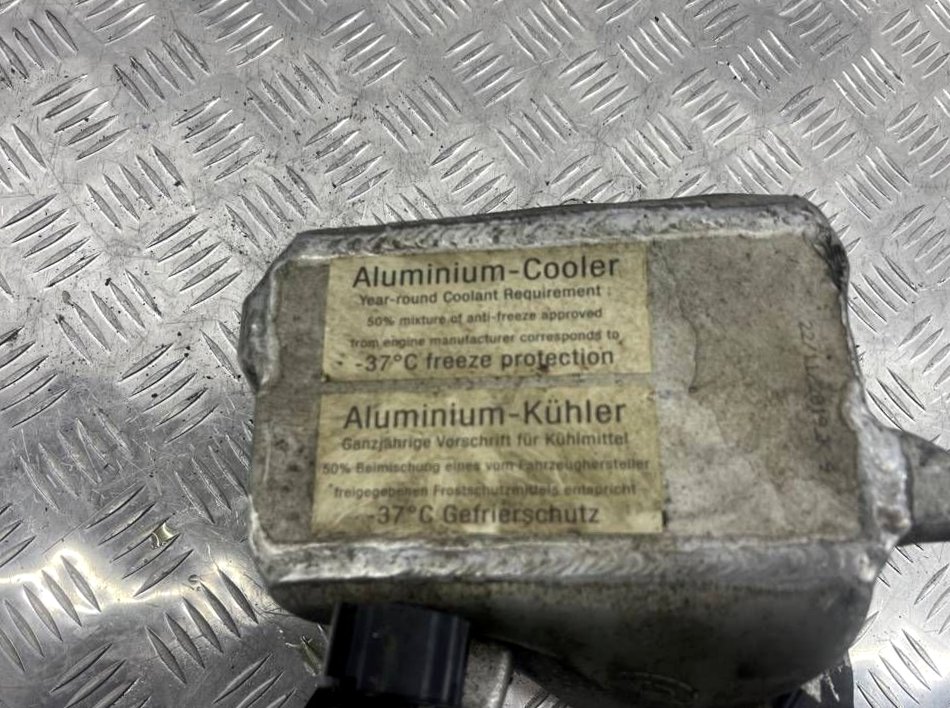 Aluminium-Cooler
Year-round Coolant Requirement :
50% mixture of anti-freeze approved
from engine manufacturer corresponds to
-37°C freeze protection
Aluminium-Kühler
Ganzjährige Vorschrift für Kühlmittel
50% Beimischung eines vom Fahrzeughersteller
freigegebenen Frostschutzmittels entspricht
-37°C Gefrierschutz